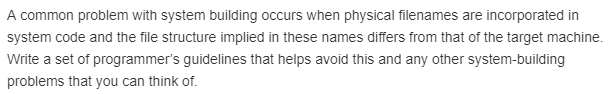 A common problem with system building occurs when physical filenames are incorporated in
system code and the file structure implied in these names differs from that of the target machine.
Write a set of programmer's guidelines that helps avoid this and any other system-building
problems that you can think of.